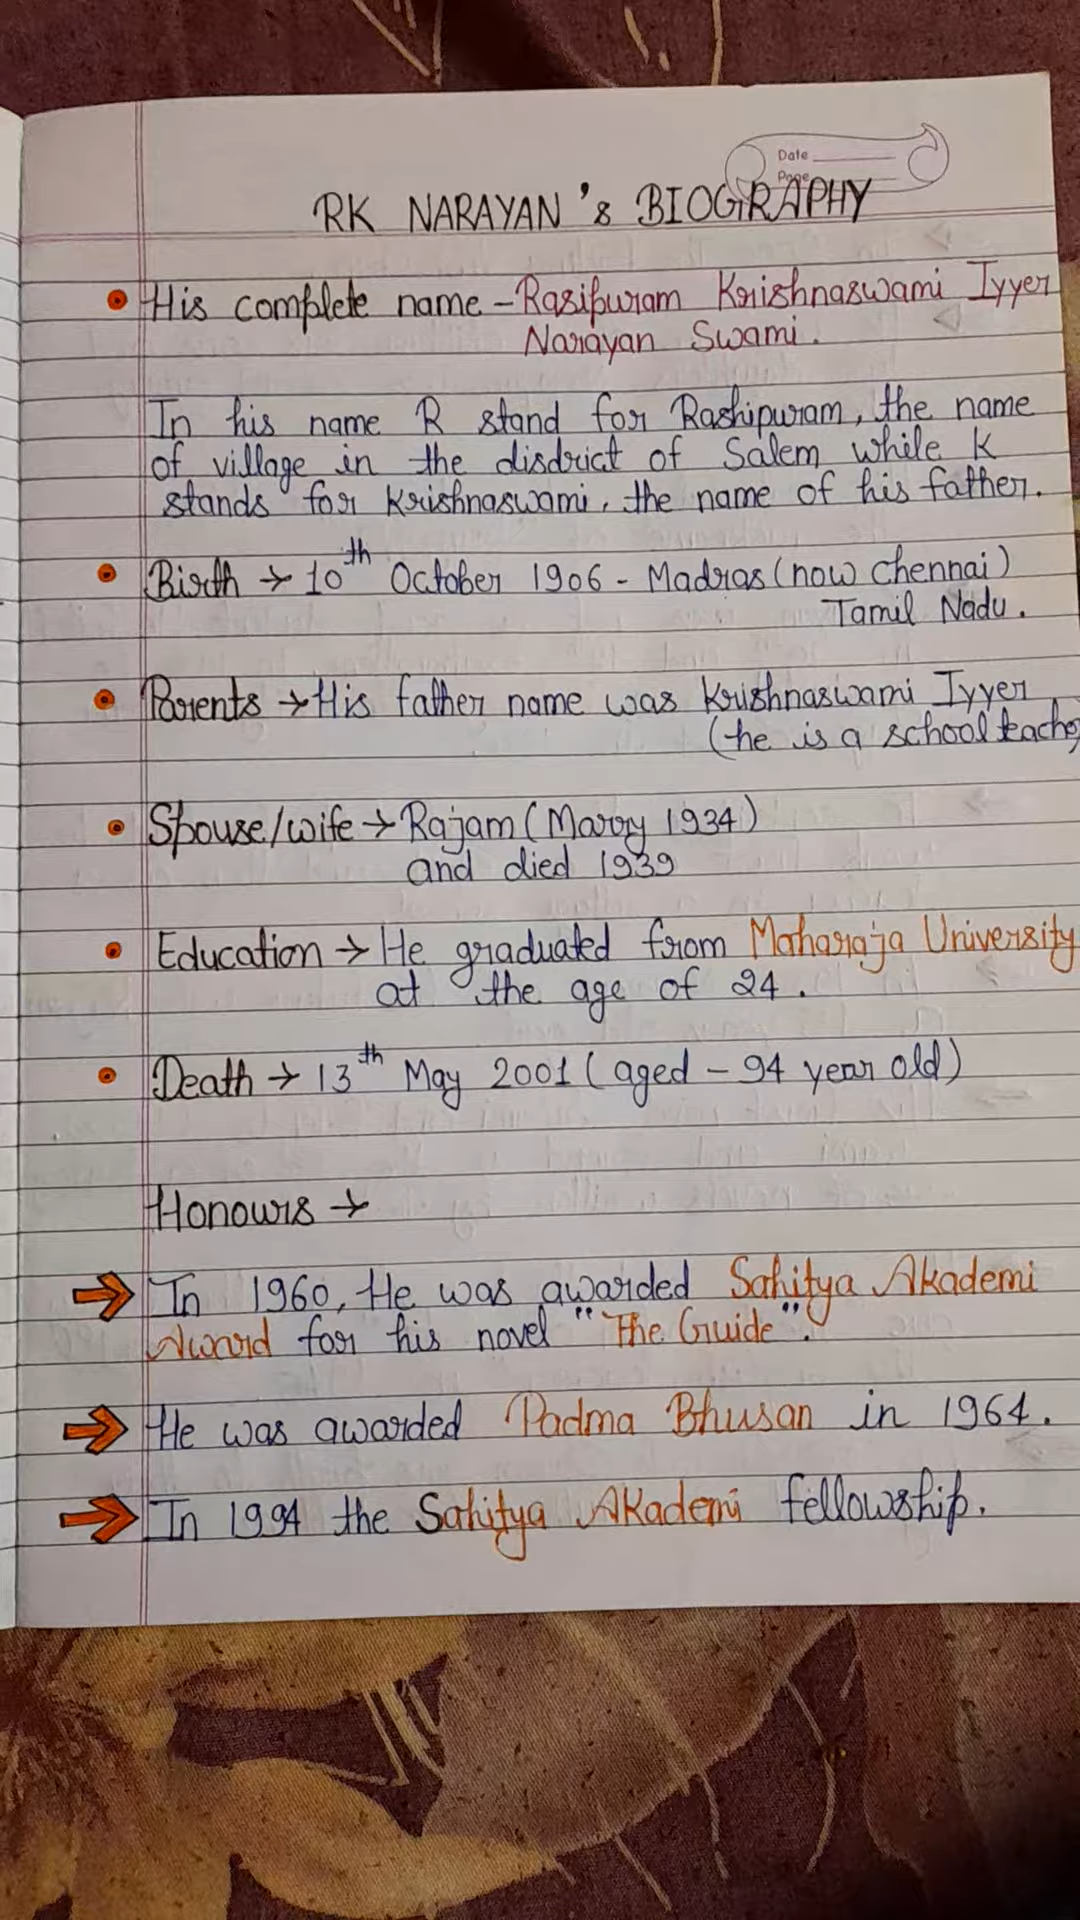 Date
Page
RK NARAYAN's BIOGRAPHY
His complete name - Rasipuram Krishnaswami Iyyer
Narayan Swami.
In his name R stand for Rashipuram, the name
of village in the disdrict of Salem while K
stands for Krishnaswami, the name of his father.
Birth → 10th October 1906 - Madras (now Chennai)
Tamil Nadu.
Parents → His father name was Krishnaswami Iyyer
(he is a school teache
Spouse/wife → Rajam (Marry 1934)
and died 1939
Education → He graduated from Maharaja University
at the age of 24.
Death → 13th May 2001 (aged - 94 year old)
Honours →
In 1960, He was awarded Sahitya Akademi
Award for his novel "The Guide".
He was awarded Padma Bhusan in 1964.
In 1994 the Sahitya Akademi fellowship.